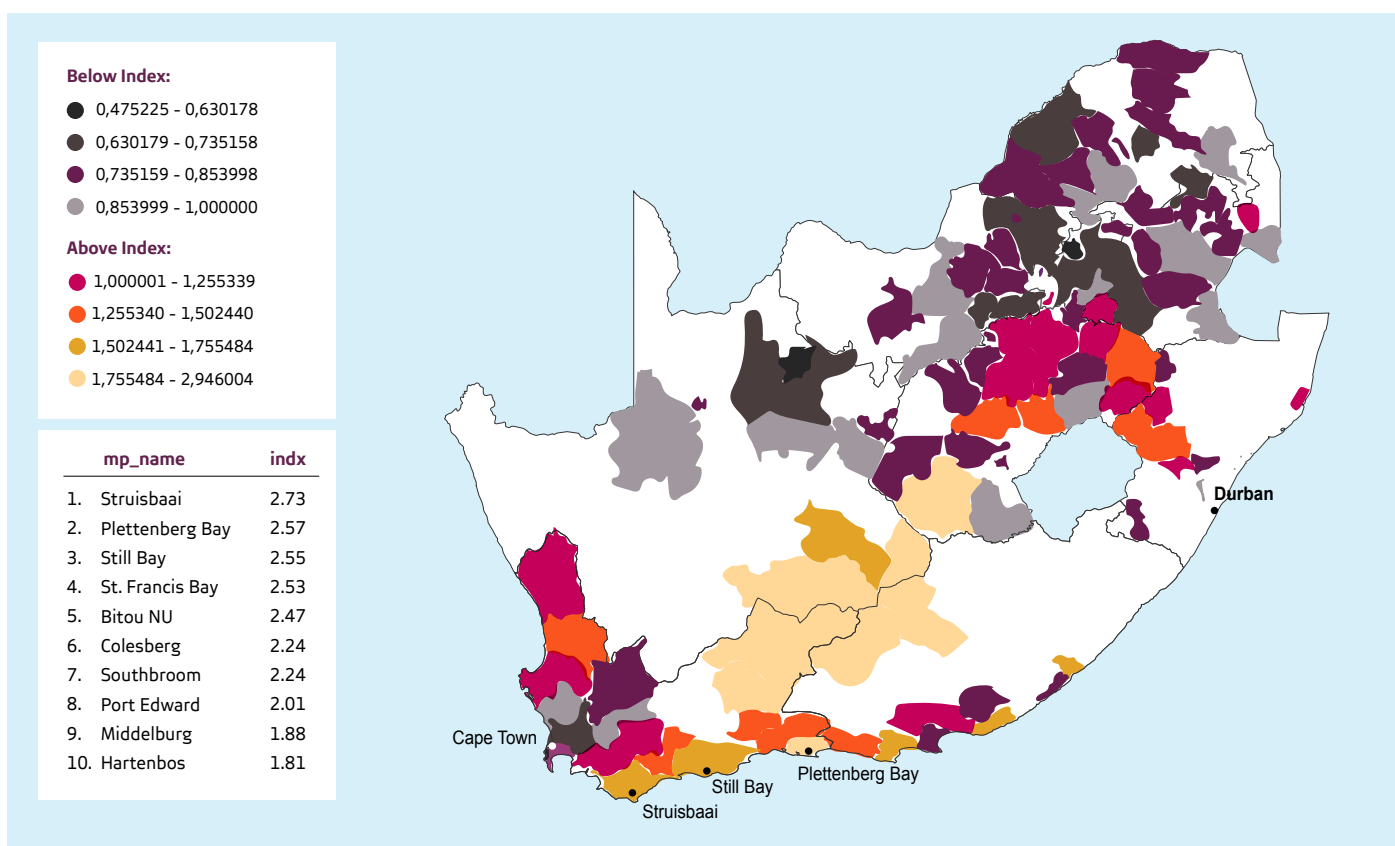 Below Index:
0,475225 - 0,630178
0,630179 - 0,735158
0,735159 - 0,853998
0,853999 - 1,000000
Above Index:
1,000001 - 1,255339
1,255340 - 1,502440
1,502441 - 1,755484
1,755484 - 2,946004
mp_name indx
1. Struisbaai 2.73
2. Plettenberg Bay 2.57
3. Still Bay 2.55
4. St. Francis Bay 2.53
5. Bitou NU 2.47
6. Colesberg 2.24
7. Southbroom 2.24
8. Port Edward 2.01
9. Middelburg 1.88
10. Hartenbos 1.81
Durban
Cape Town
Plettenberg Bay
Still Bay
Struisbaai